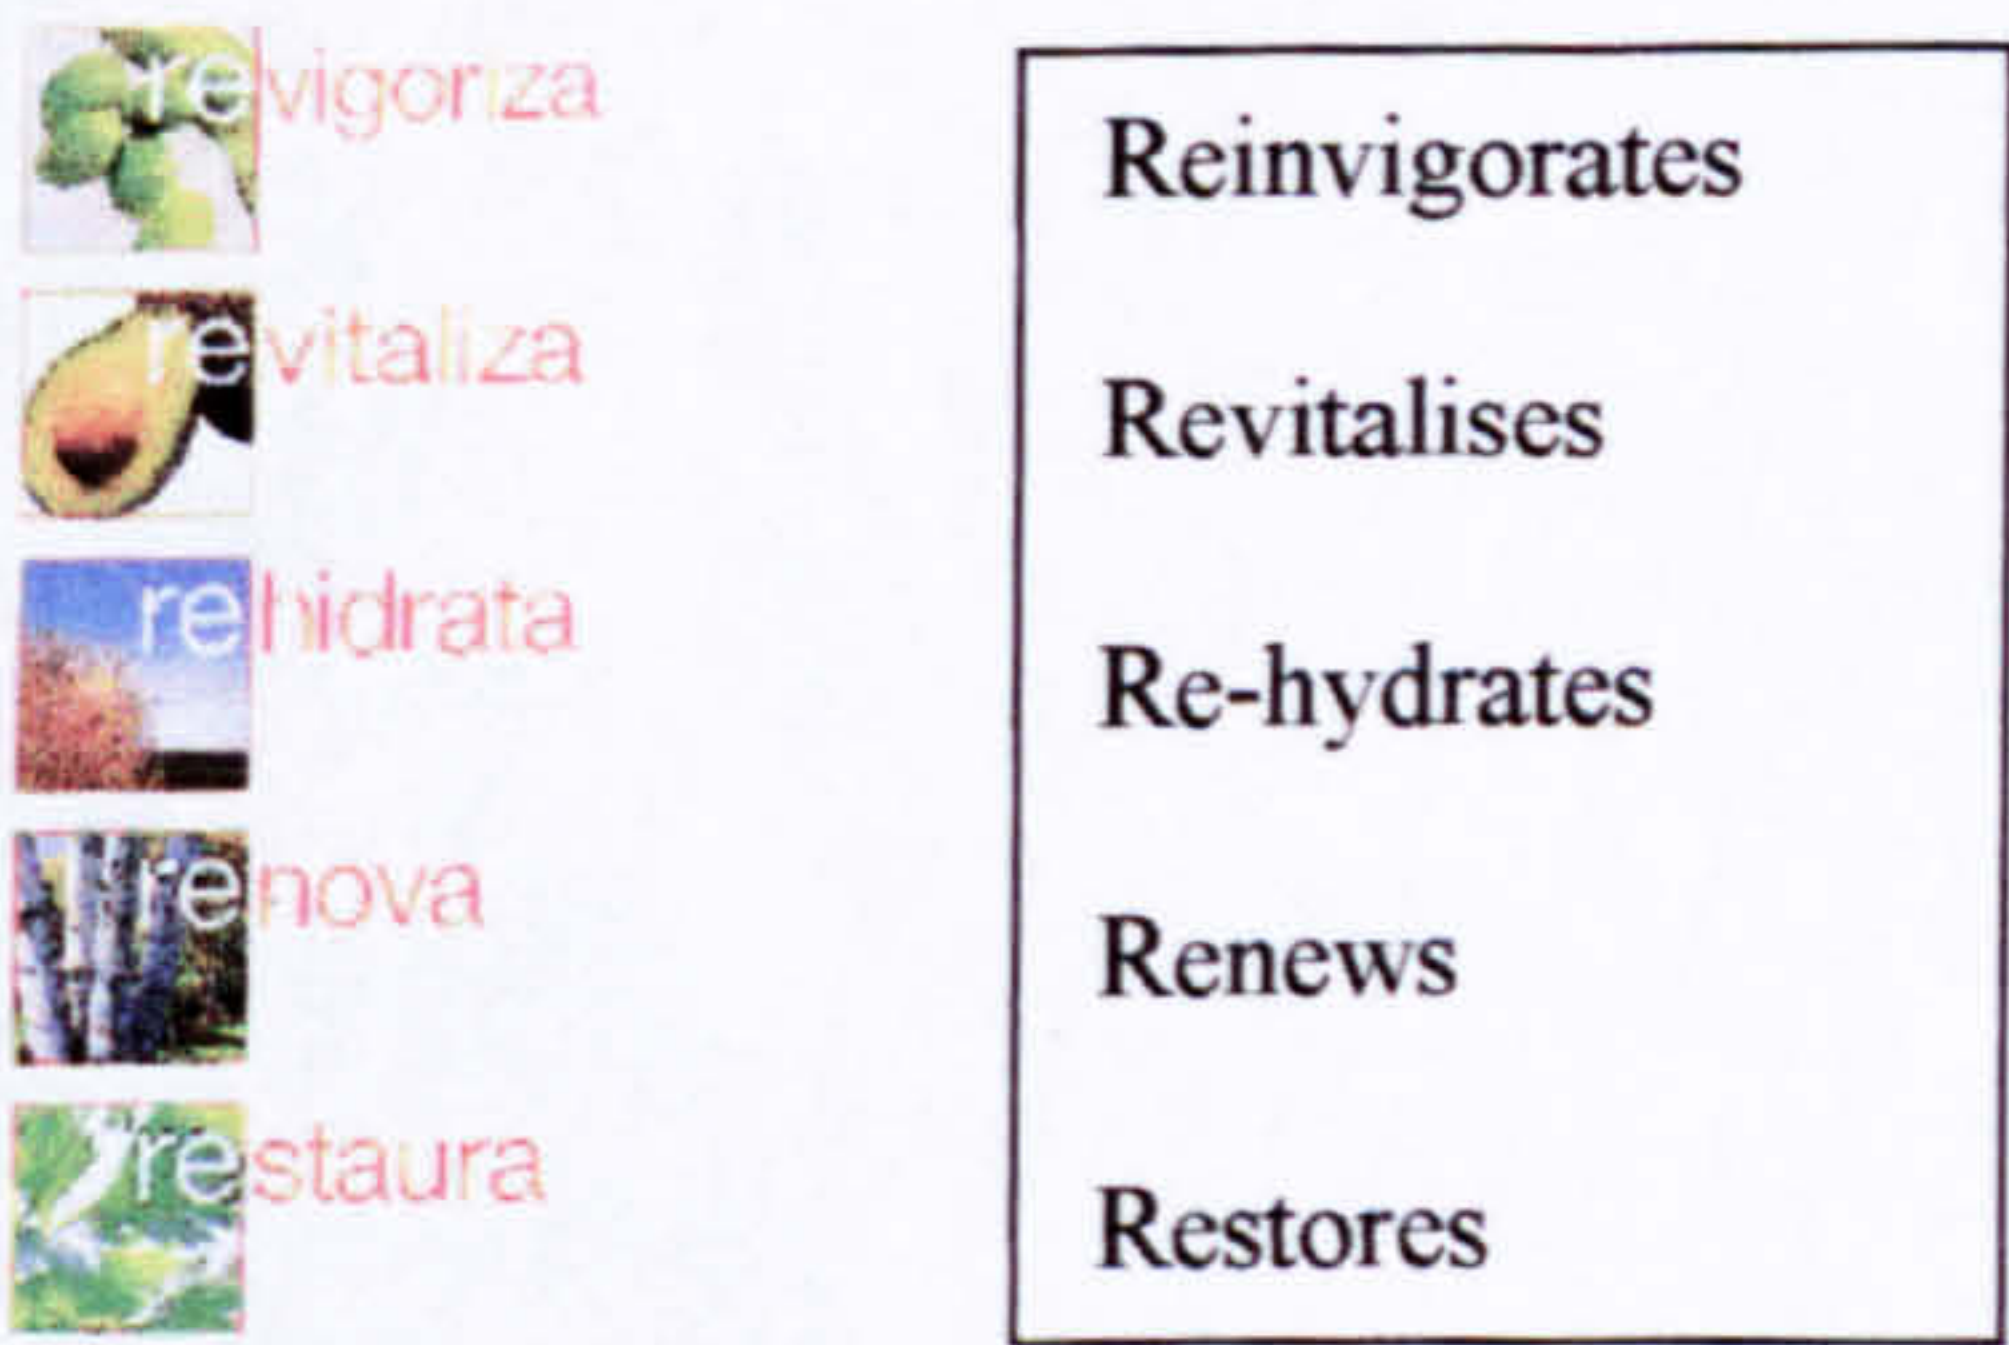 revigoriza
revitaliza
rehidrata
renova
restaura
Reinvigorates
Revitalises
Re-hydrates
Renews
Restores